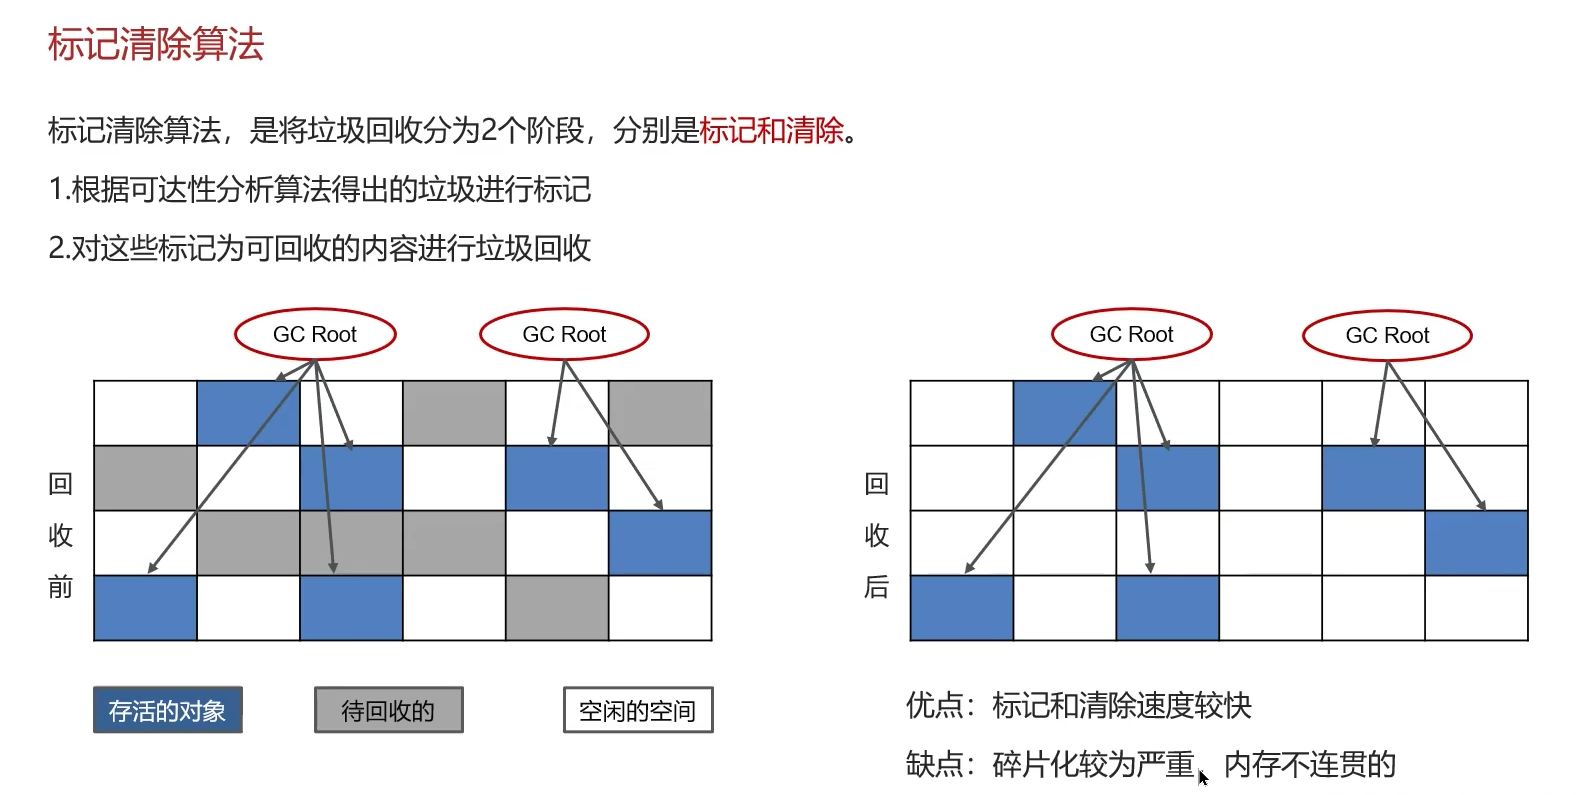 标记清除算法
标记清除算法，是将垃圾回收分为2个阶段，分别是标记和清除。
1.根据可达性分析算法得出的垃圾进行标记
2.对这些标记为可回收的内容进行垃圾回收
GC Root
GC Root
GC Root
GC Root
回收前
回收后
存活的对象
待回收的
空闲的空间
优点：标记和清除速度较快
缺点：碎片化较为严重、内存不连贯的